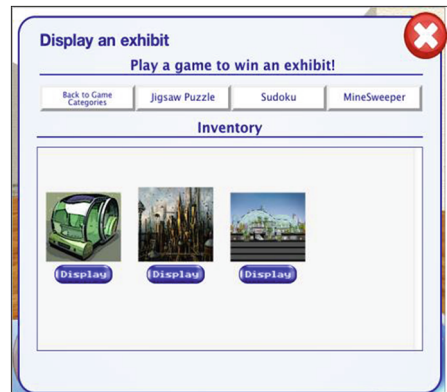 Display an exhibit
Play a game to win an exhibit!
Back to Game
Categories
Jigsaw Puzzle
Sudoku
MineSweeper
Inventory
Display
Display
Display